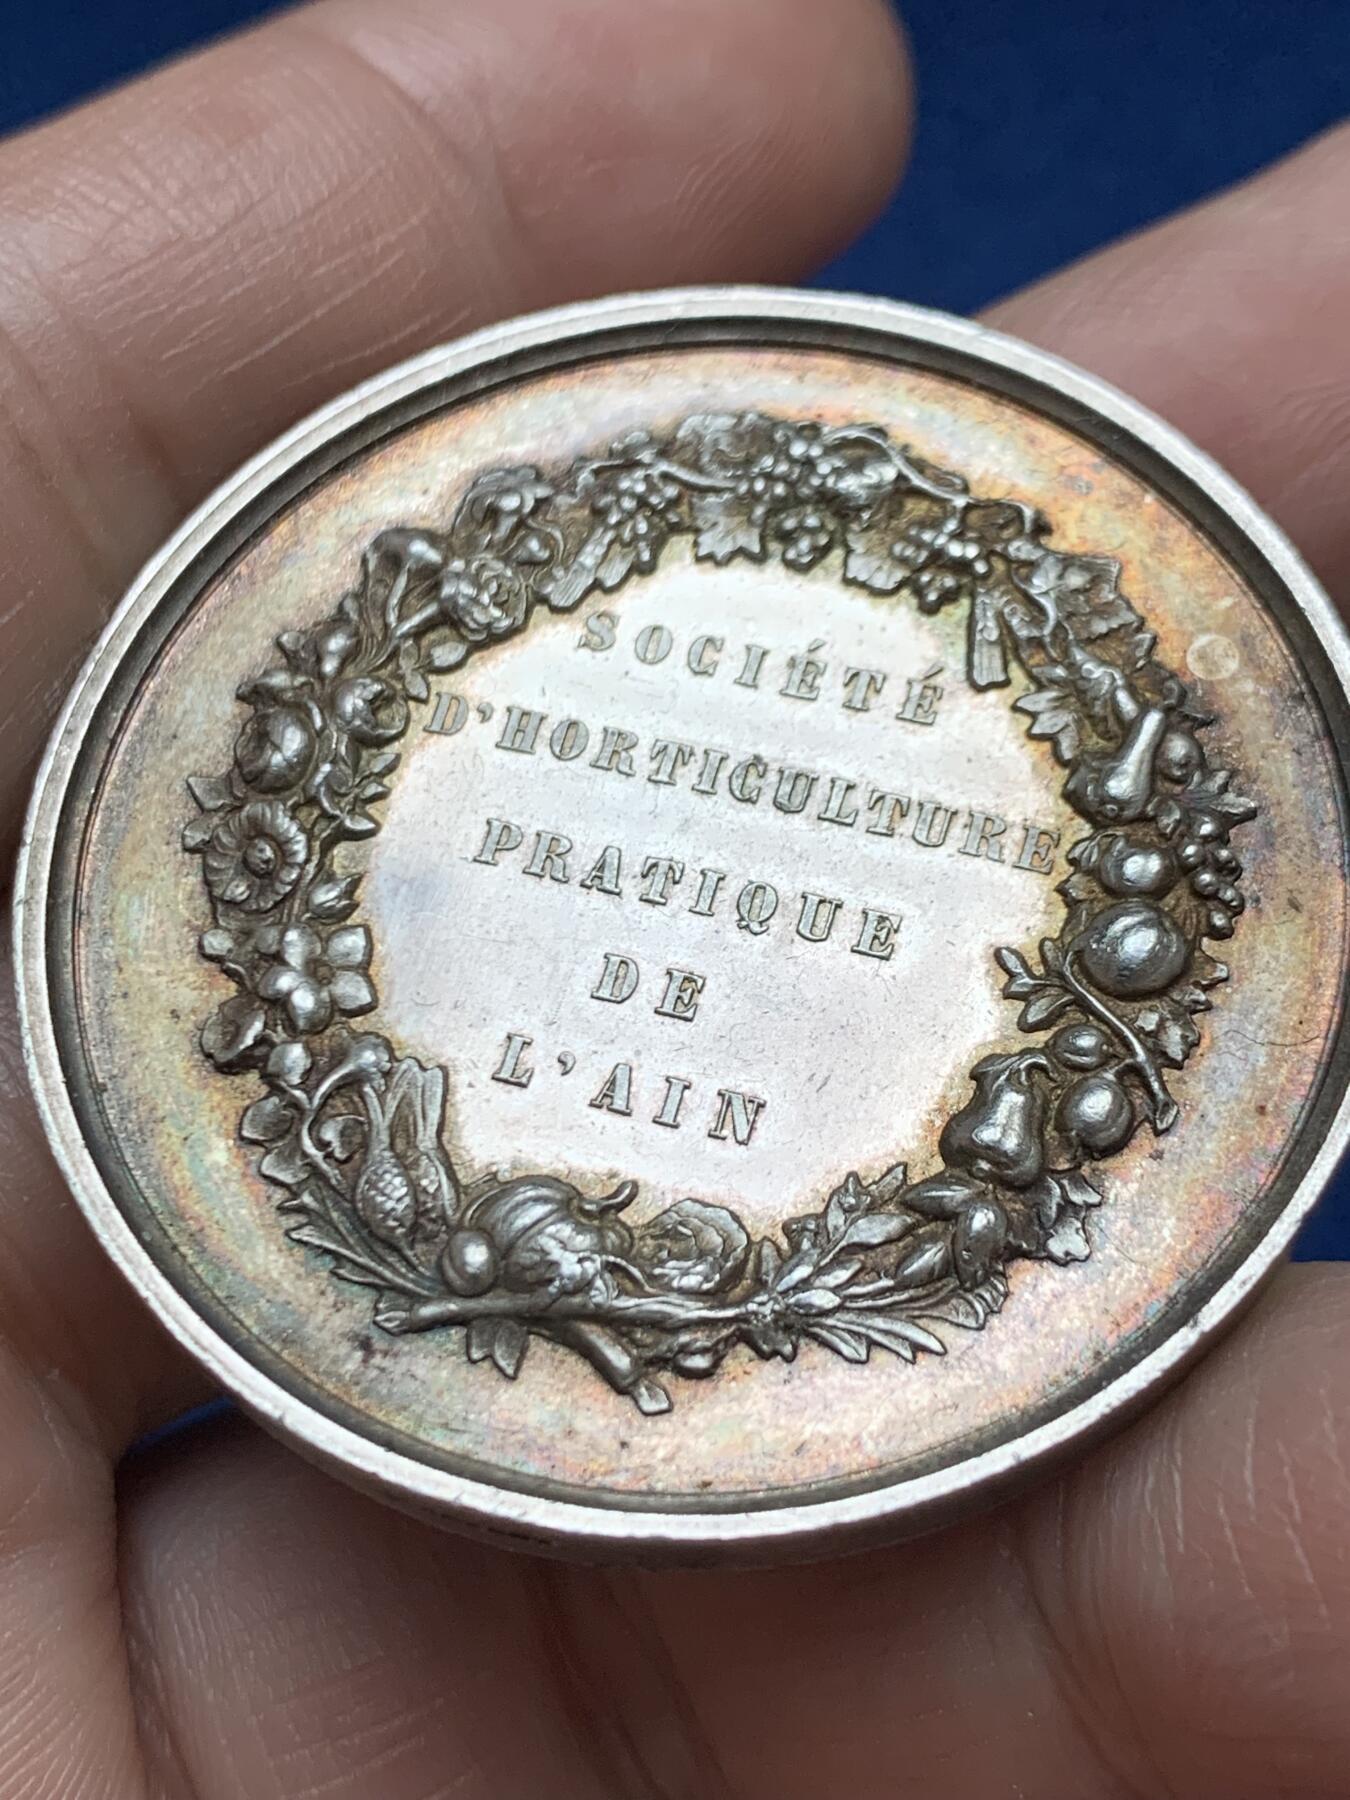 SOCIÉTÉ
D'HORTICULTURE
PRATIQUE
DE
L'AIN